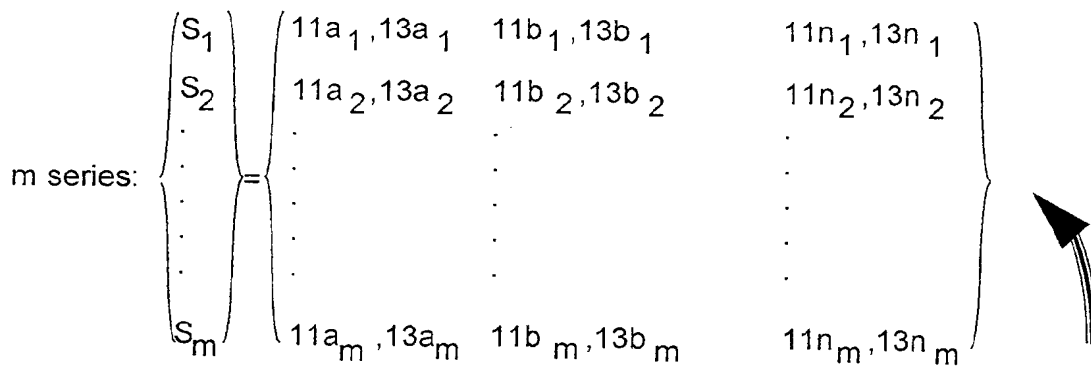 S1 11a1,13a1 11b1,13b1 11n1,13n1
S2 11a2,13a2 11b2,13b2 11n2,13n2
. . . .
. . . .
m series: . = . . .
. . . .
. . . .
Sm 11am,13am 11bm,13bm 11nm,13nm